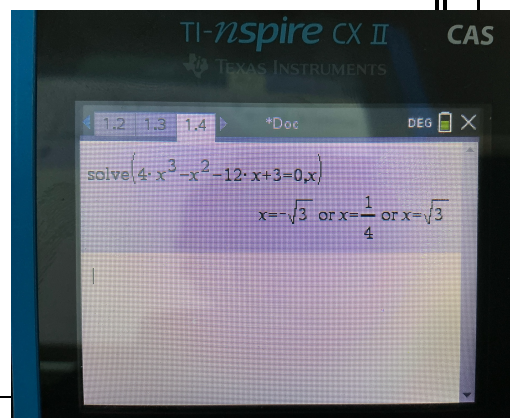 TI-nspire CX II CAS
TEXAS INSTRUMENTS
1.2 1.3 1.4 *Doc DEG
solve(4·x³-x²-12·x+3=0,x)
x=-√3 or x=1/4 or x=√3